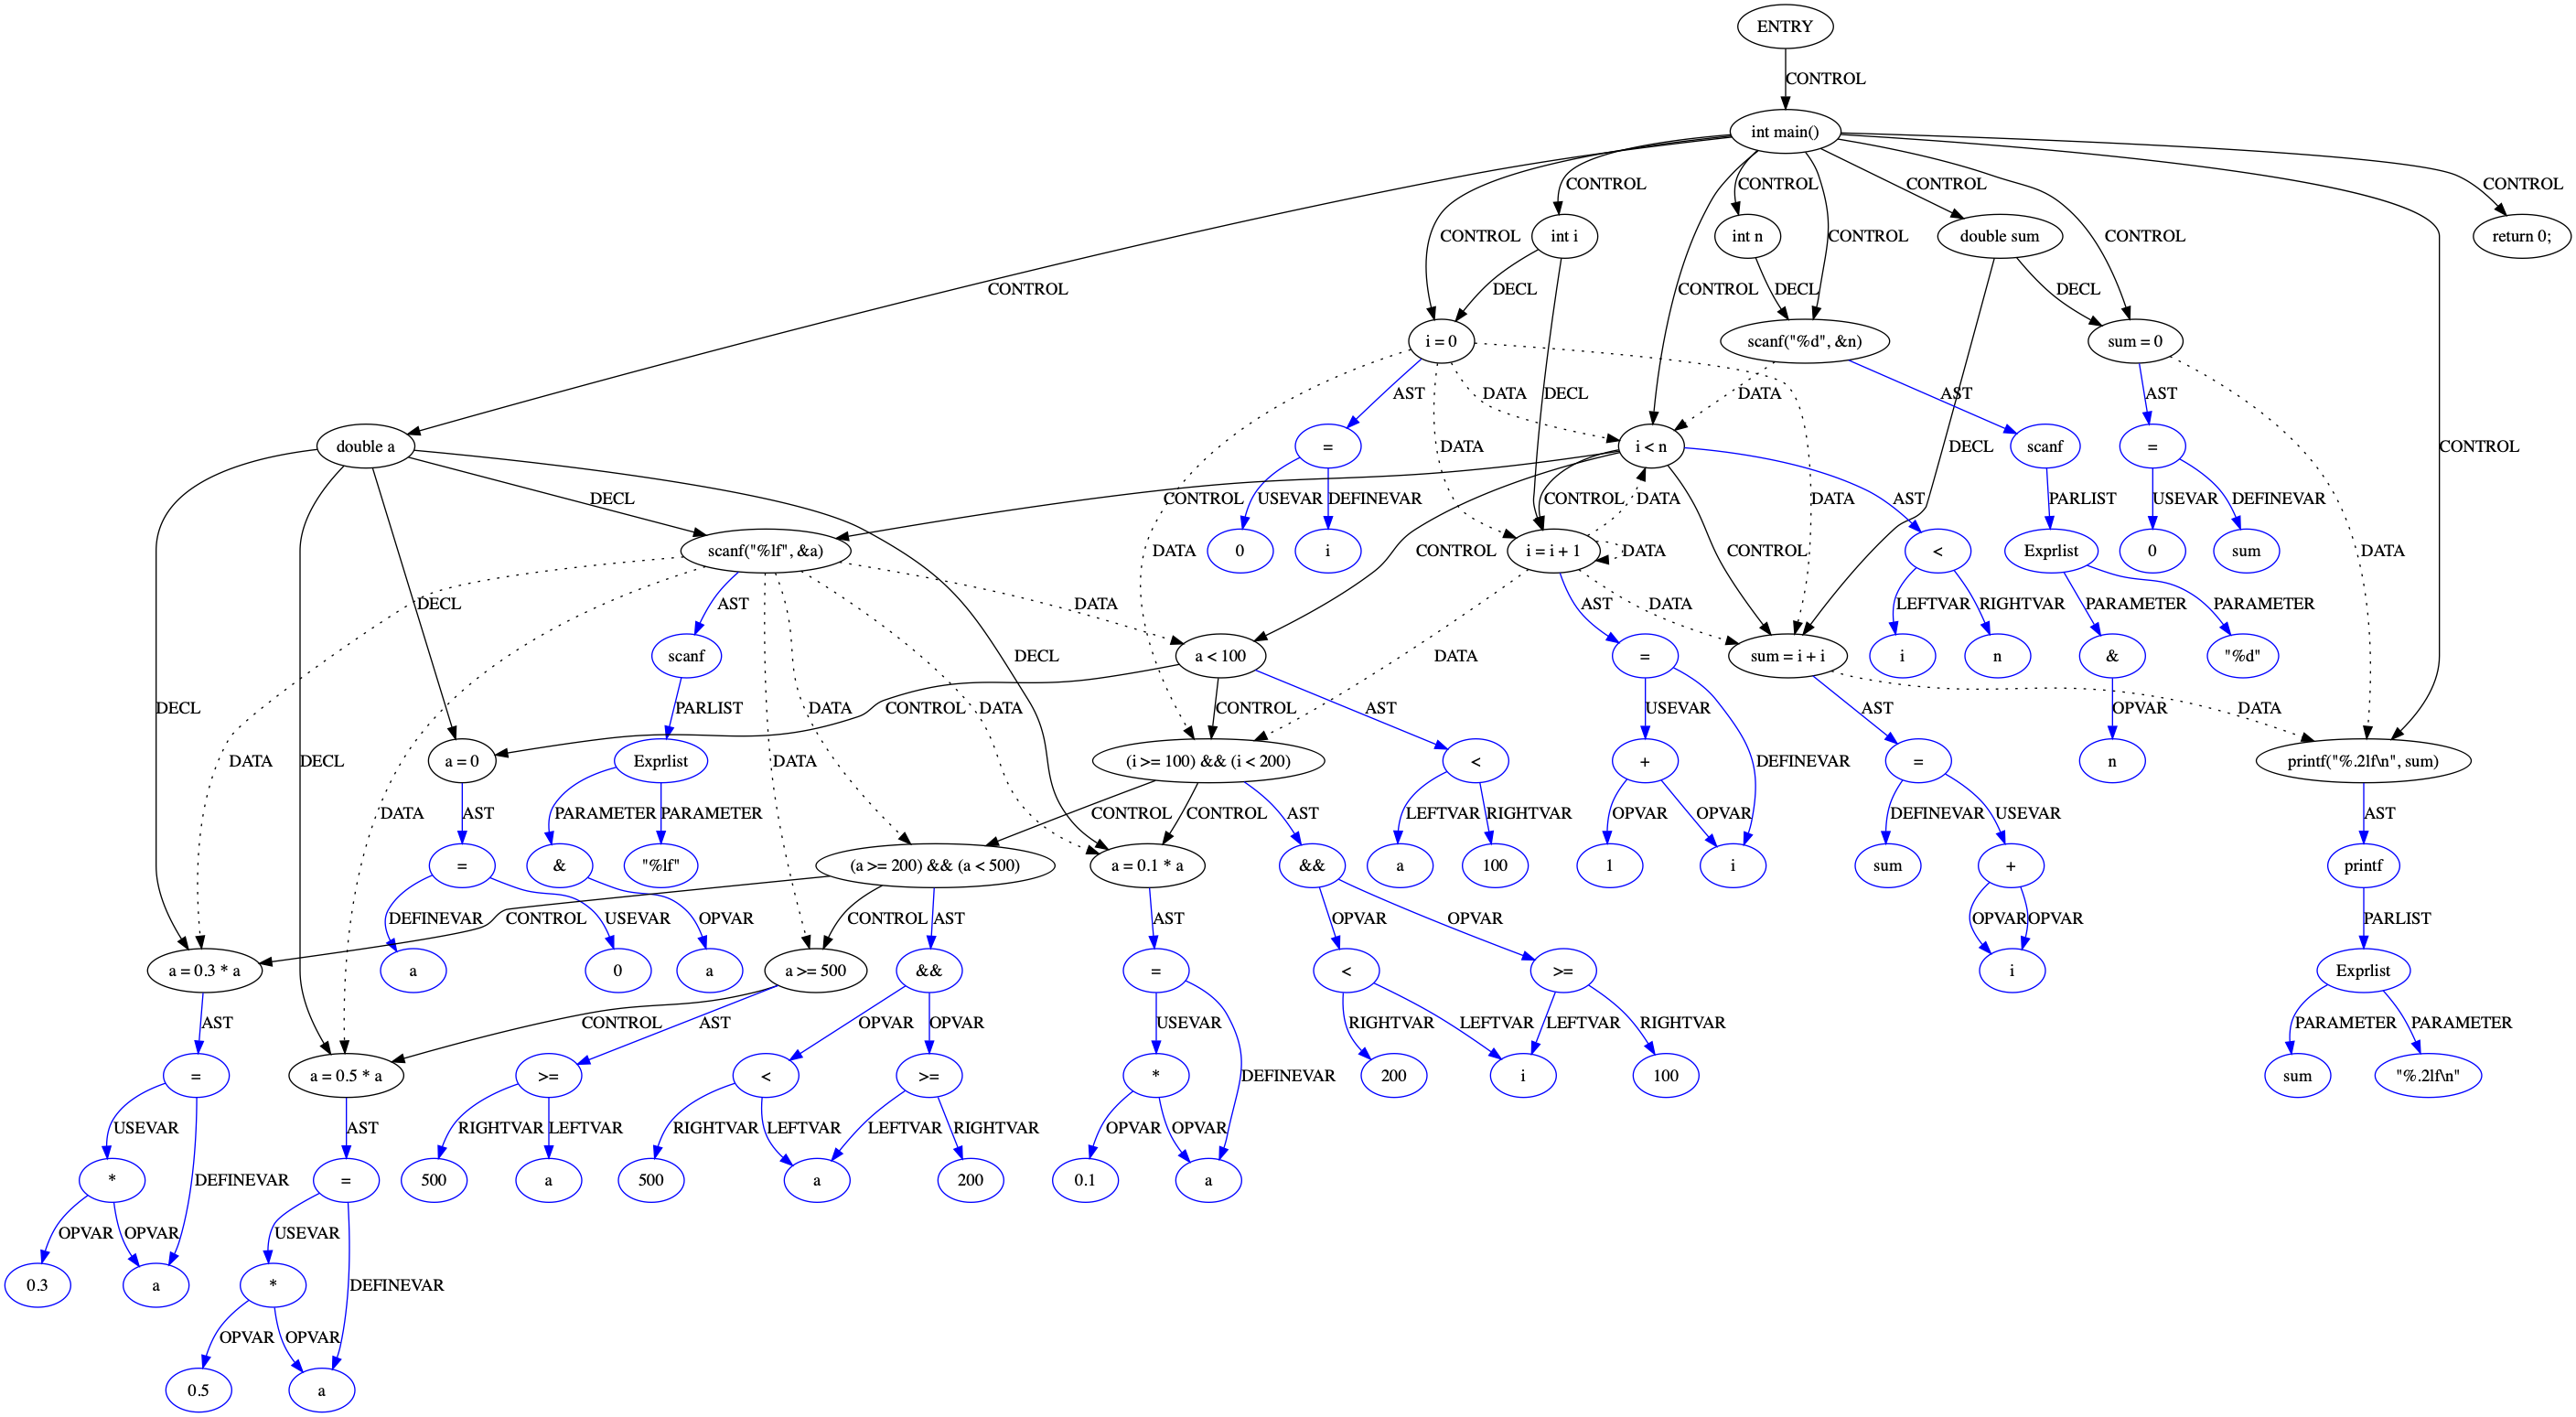 ENTRY
CONTROL
int main()
CONTROL CONTROL CONTROL CONTROL
int i int n double sum return 0;
CONTROL CONTROL CONTROL
CONTROL DECL CONTROL DECL DECL
i = 0 scanf("%d", &n) sum = 0
AST DATA DATA AST AST
double a = i < n scanf =
DATA DECL DECL CONTROL
DECL CONTROL USEVAR DEFINEVAR CONTROL DATA DATA AST PARLIST USEVAR DEFINEVAR
scanf("%lf", &a) 0 i i = i + 1 < Exprlist 0 sum
DATA CONTROL DATA CONTROL DATA
DECL AST DATA AST DATA LEFTVAR RIGHTVAR PARAMETER PARAMETER
scanf a < 100 = sum = i + i i n & "%d"
DECL DATA
DECL PARLIST CONTROL DATA CONTROL AST USEVAR AST OPVAR DATA
a = 0 Exprlist (i >= 100) && (i < 200) < + = n printf("%.2lf\n", sum)
DATA DECL DATA DEFINEVAR
DATA AST PARAMETER PARAMETER CONTROL CONTROL AST LEFTVAR RIGHTVAR OPVAR OPVAR DEFINEVAR USEVAR AST
= & "%lf" (a >= 200) && (a < 500) a = 0.1 * a && a 100 1 i sum + printf
DEFINEVAR CONTROL USEVAR OPVAR CONTROL AST AST OPVAR OPVAR OPVAR OPVAR PARLIST
a = 0.3 * a a 0 a a >= 500 && = < >= i Exprlist
AST CONTROL AST OPVAR OPVAR USEVAR RIGHTVAR LEFTVAR LEFTVAR RIGHTVAR PARAMETER PARAMETER
= a = 0.5 * a >= < >= * 200 i 100 sum "%.2lf\n"
DEFINEVAR
USEVAR AST RIGHTVAR LEFTVAR RIGHTVAR LEFTVAR LEFTVAR RIGHTVAR OPVAR OPVAR
* = 500 a 500 a 200 0.1 a
DEFINEVAR
OPVAR OPVAR USEVAR
0.3 a * DEFINEVAR
OPVAR OPVAR
0.5 a